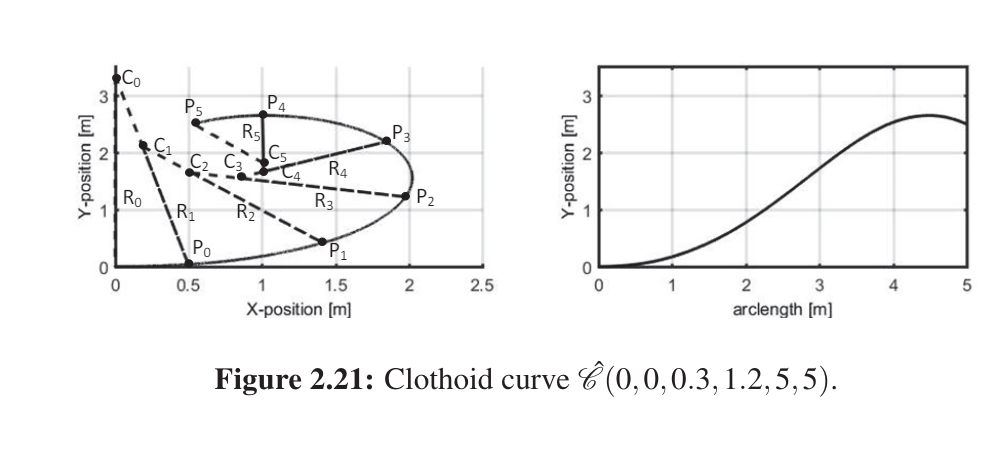 C0
P5
P4
P3
R5
C1
C5
C2
C3
C4
R4
R0
R1
R2
R3
P2
P0
P1
3
2
1
0
Y-position [m]
0
0.5
1
1.5
2
2.5
X-position [m]
3
2
1
0
Y-position [m]
0
1
2
3
4
5
arclength [m]
Figure 2.21: Clothoid curve 𝒞̂(0,0,0.3,1.2,5,5).